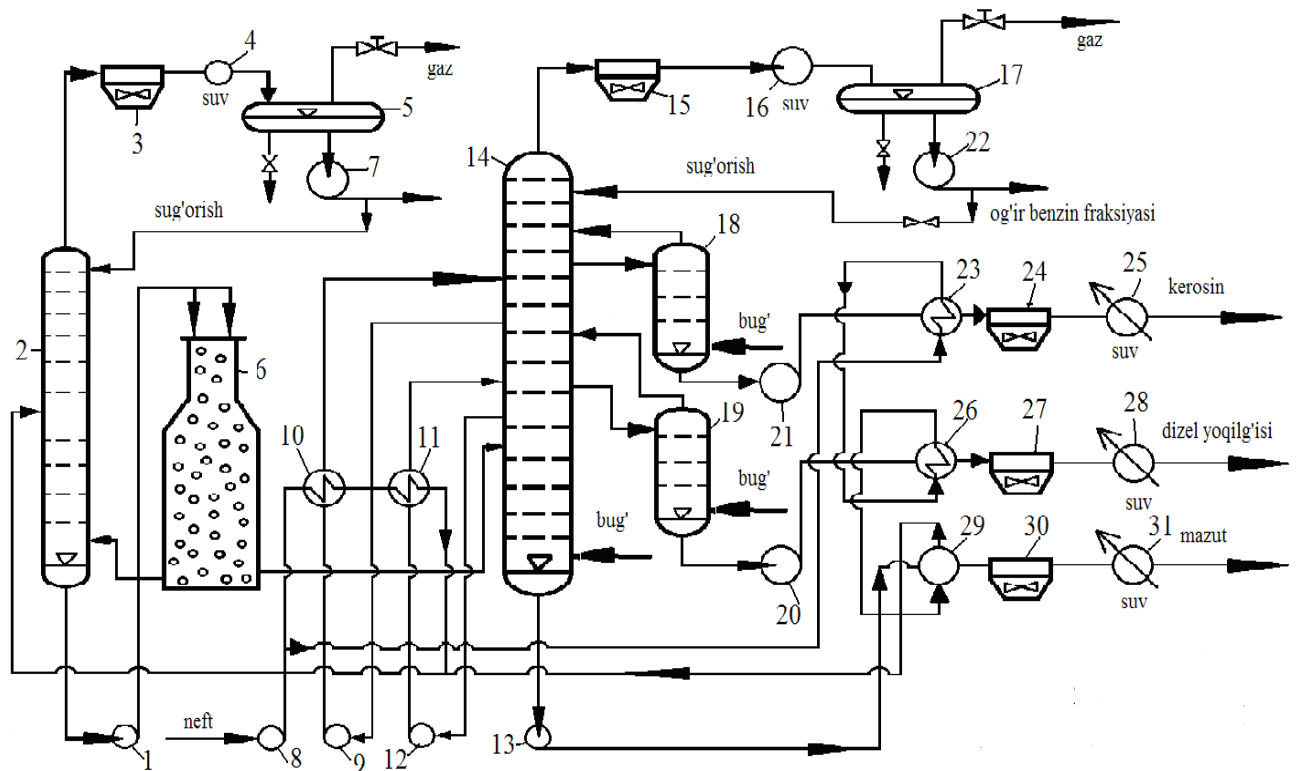 4
suv
3
gaz
5
7
sug'orish
2
6
14
15
16
suv
gaz
17
22
sug'orish
og'ir benzin fraksiyasi
18
bug'
21
19
bug'
20
bug'
10
11
23
24
25
kerosin
suv
26
27
28
dizel yoqilg'isi
suv
29
30
31
mazut
suv
neft
1
8
9
12
13